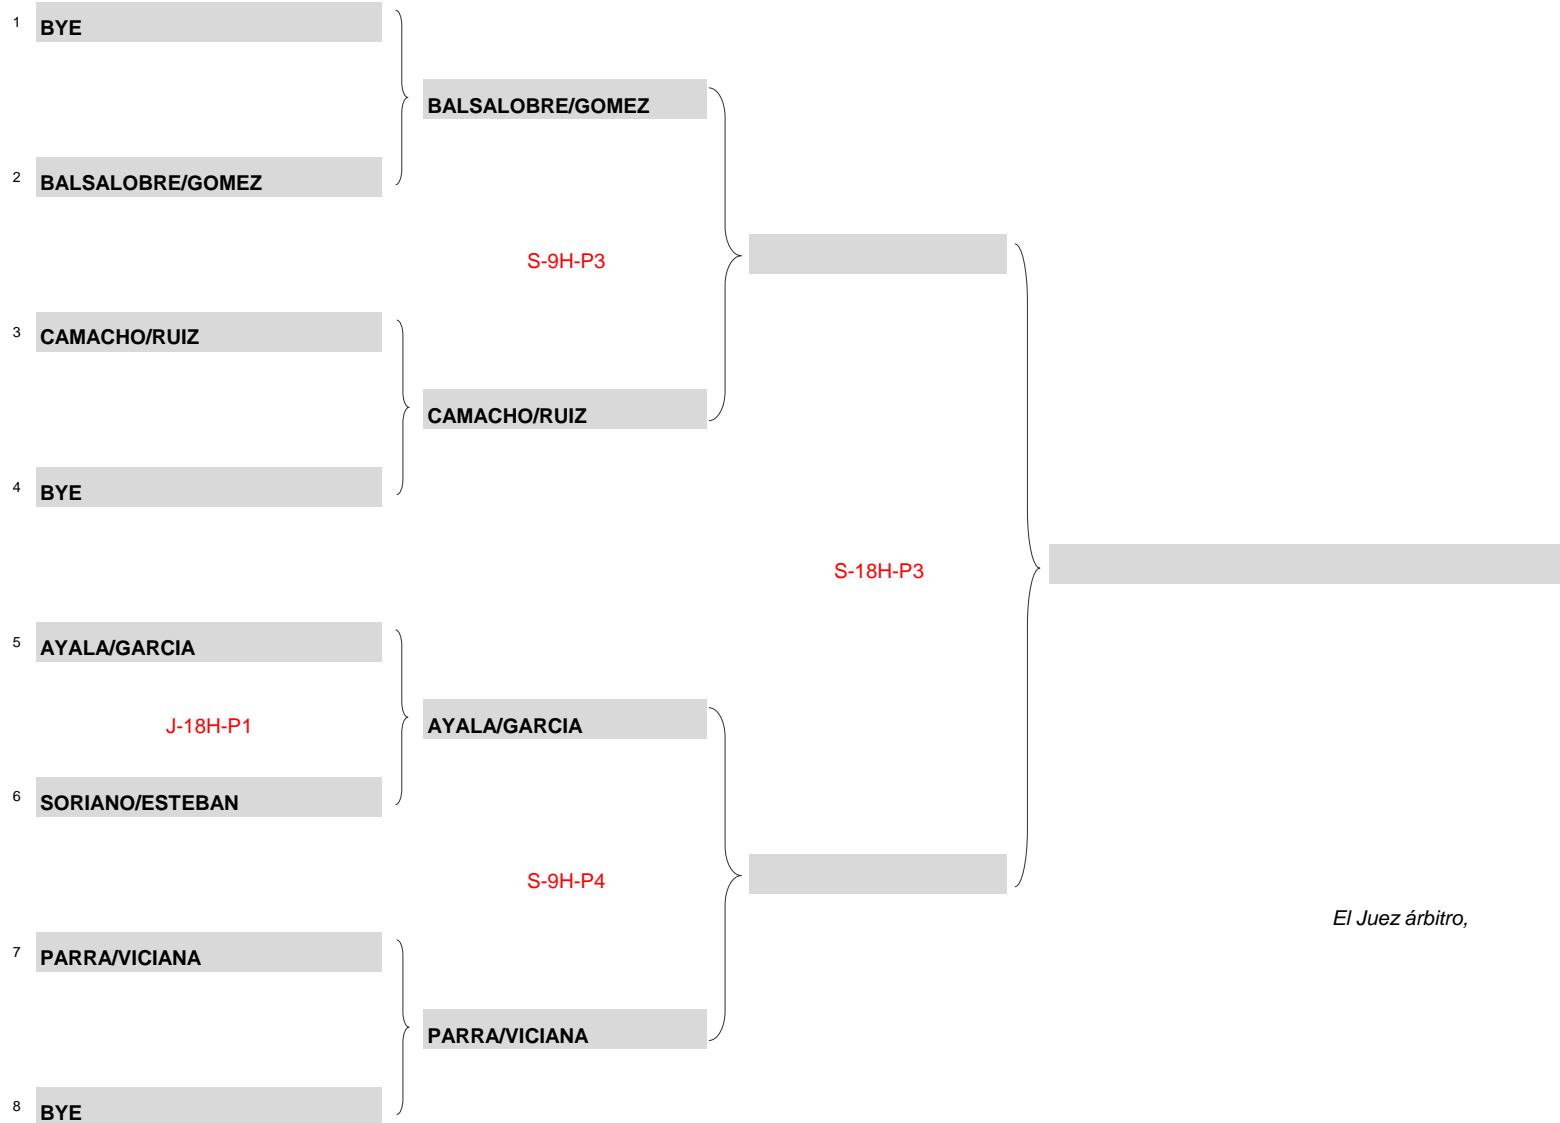 1 BYE
BALSALOBRE/GOMEZ
2 BALSALOBRE/GOMEZ
S-9H-P3
3 CAMACHO/RUIZ
CAMACHO/RUIZ
4 BYE
S-18H-P3
5 AYALA/GARCIA
J-18H-P1
AYALA/GARCIA
6 SORIANO/ESTEBAN
S-9H-P4
El Juez árbitro,
7 PARRA/VICIANA
PARRA/VICIANA
8 BYE